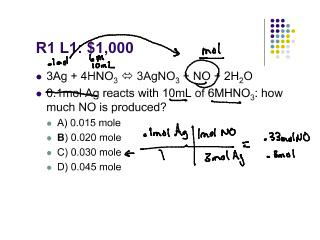 R1 L1: $1,000
.1mol 6M 10mL mol
3Ag + 4HNO3 ⇔ 3AgNO3 + NO + 2H2O
0.1mol Ag reacts with 10mL of 6MHNO3: how
much NO is produced?
A) 0.015 mole
B) 0.020 mole
C) 0.030 mole
D) 0.045 mole
.1mol Ag 1mol NO = .33molNO
1 3mol Ag